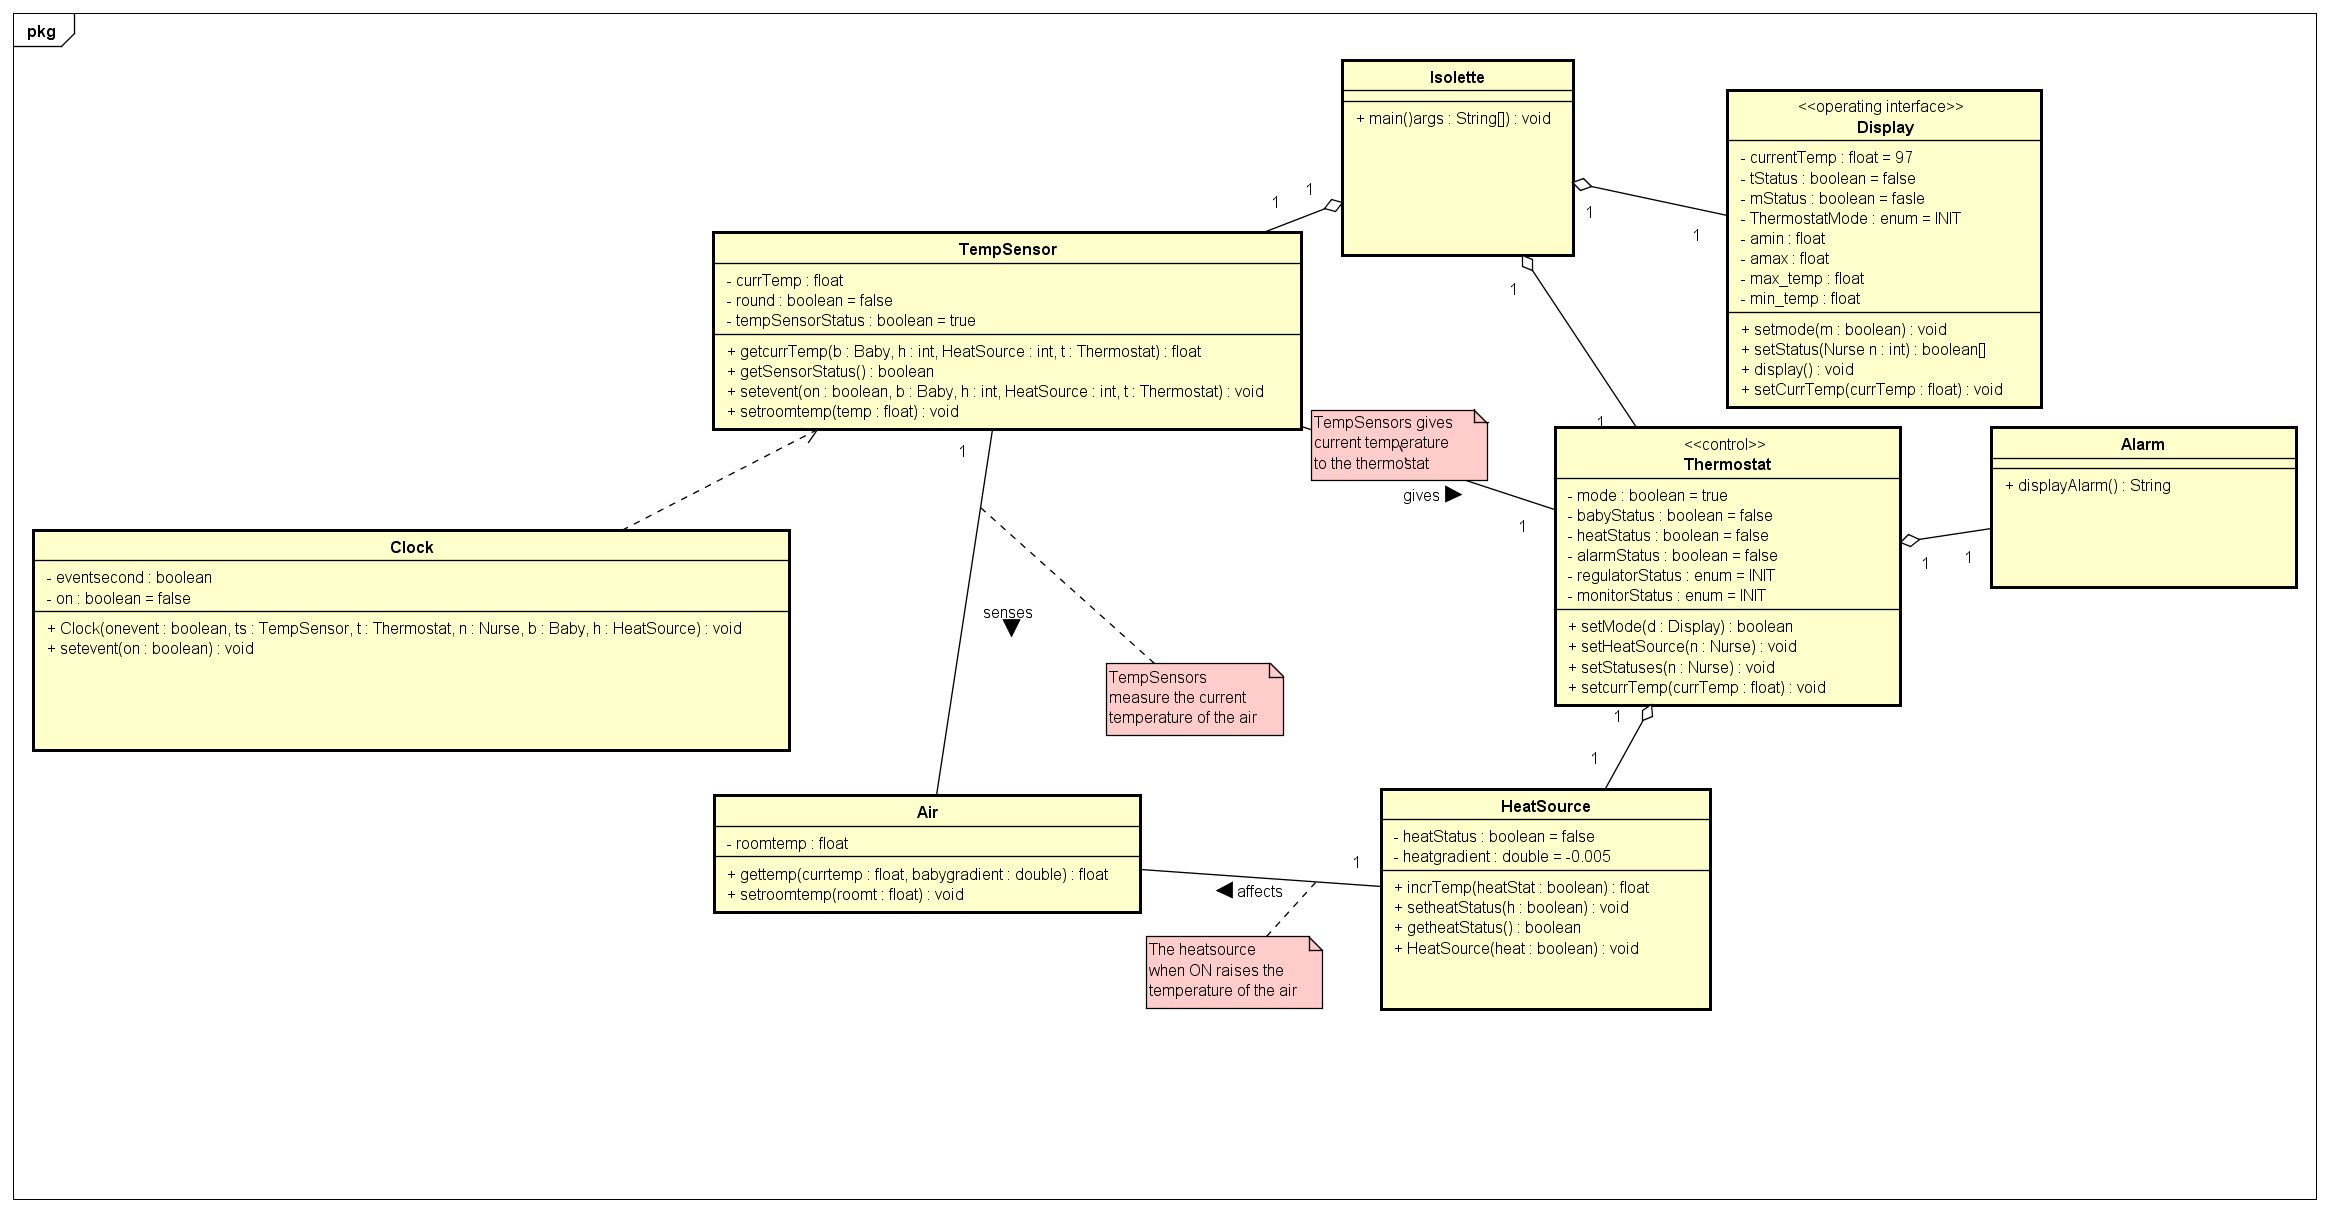 pkg
Isolette
+ main()args : String[]) : void
<<operating interface>>
Display
- currentTemp : float = 97
- tStatus : boolean = false
- mStatus : boolean = fasle
- ThermostatMode : enum = INIT
- amin : float
- amax : float
- max_temp : float
- min_temp : float
+ setmode(m : boolean) : void
+ setStatus(Nurse n : int) : boolean[]
+ display() : void
+ setCurrTemp(currTemp : float) : void
1
1
1
1
1
1
TempSensor
- currTemp : float
- round : boolean = false
- tempSensorStatus : boolean = true
+ getcurrTemp(b : Baby, h : int, HeatSource : int, t : Thermostat) : float
+ getSensorStatus() : boolean
+ setevent(on : boolean, b : Baby, h : int, HeatSource : int, t : Thermostat) : void
+ setroomtemp(temp : float) : void
TempSensors gives
current temperature
to the thermostat
gives
1
1
<<control>>
Thermostat
- mode : boolean = true
- babyStatus : boolean = false
- heatStatus : boolean = false
- alarmStatus : boolean = false
- regulatorStatus : enum = INIT
- monitorStatus : enum = INIT
+ setMode(d : Display) : boolean
+ setHeatSource(n : Nurse) : void
+ setStatuses(n : Nurse) : void
+ setcurrTemp(currTemp : float) : void
Alarm
+ displayAlarm() : String
1
1
Clock
- eventsecond : boolean
- on : boolean = false
+ Clock(onevent : boolean, ts : TempSensor, t : Thermostat, n : Nurse, b : Baby, h : HeatSource) : void
+ setevent(on : boolean) : void
senses
TempSensors
measure the current
temperature of the air
1
1
Air
- roomtemp : float
+ gettemp(currtemp : float, babygradient : double) : float
+ setroomtemp(roomt : float) : void
1
affects
The heatsource
when ON raises the
temperature of the air
HeatSource
- heatStatus : boolean = false
- heatgradient : double = -0.005
+ incrTemp(heatStat : boolean) : float
+ setheatStatus(h : boolean) : void
+ getheatStatus() : boolean
+ HeatSource(heat : boolean) : void